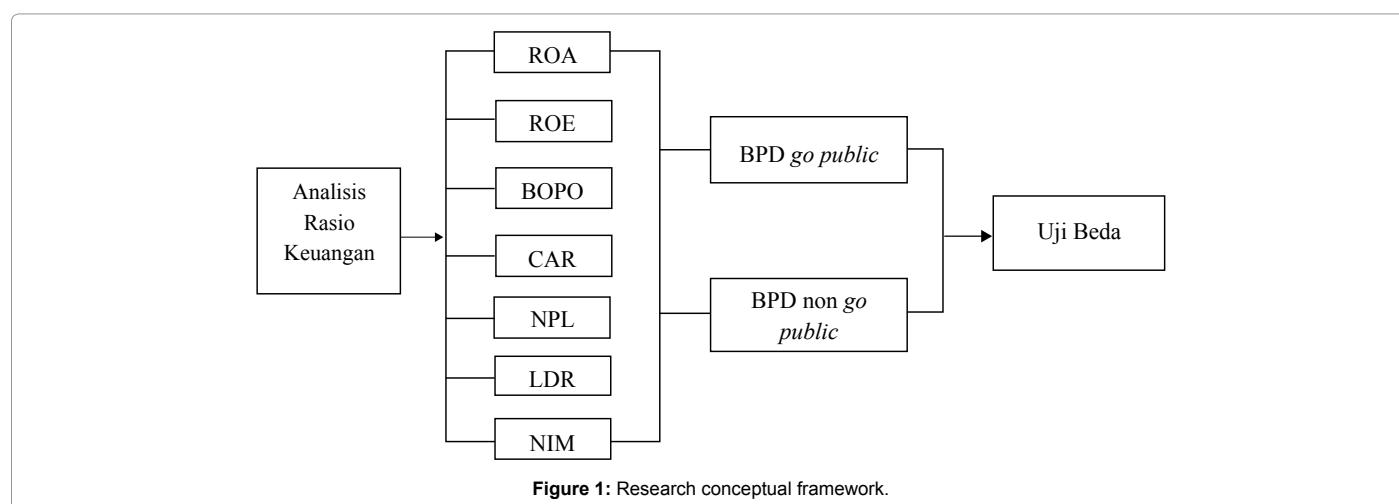 Analisis
Rasio
Keuangan
ROA
ROE
BOPO
CAR
NPL
LDR
NIM
BPD go public
BPD non go
public
Uji Beda
Figure 1: Research conceptual framework.